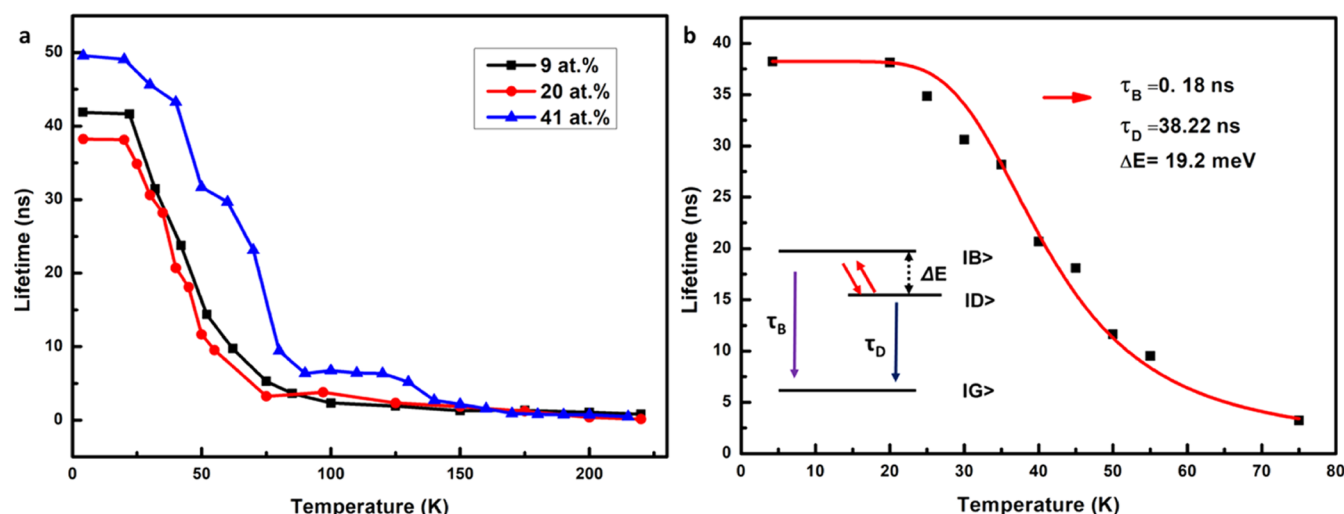 a
Lifetime (ns)
50
40
30
20
10
0
9 at.%
20 at.%
41 at.%
0
50
100
150
200
Temperature (K)
b
Lifetime (ns)
40
35
30
25
20
15
10
5
0
τB =0. 18 ns
τD =38.22 ns
ΔE= 19.2 meV
IB>
ΔE
ID>
τB
τD
IG>
0
10
20
30
40
50
60
70
80
Temperature (K)